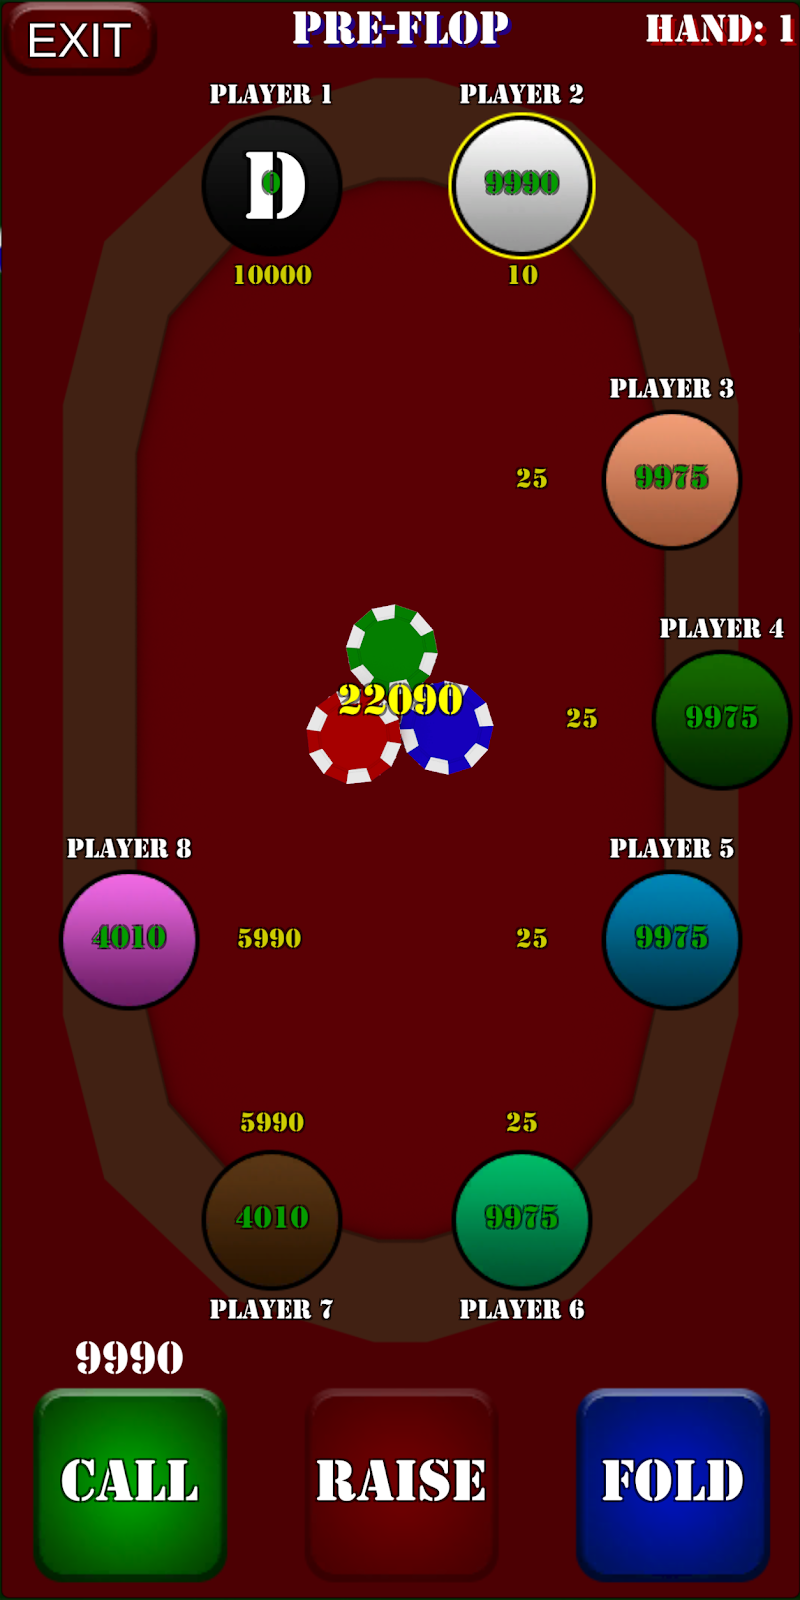 EXIT
PRE-FLOP
HAND: 1
PLAYER 1
PLAYER 2
D
0
9990
10000
10
PLAYER 3
25
9975
PLAYER 4
25
9975
22090
PLAYER 8
PLAYER 5
4010
5990
25
9975
5990
25
4010
9975
PLAYER 7
PLAYER 6
9990
CALL
RAISE
FOLD